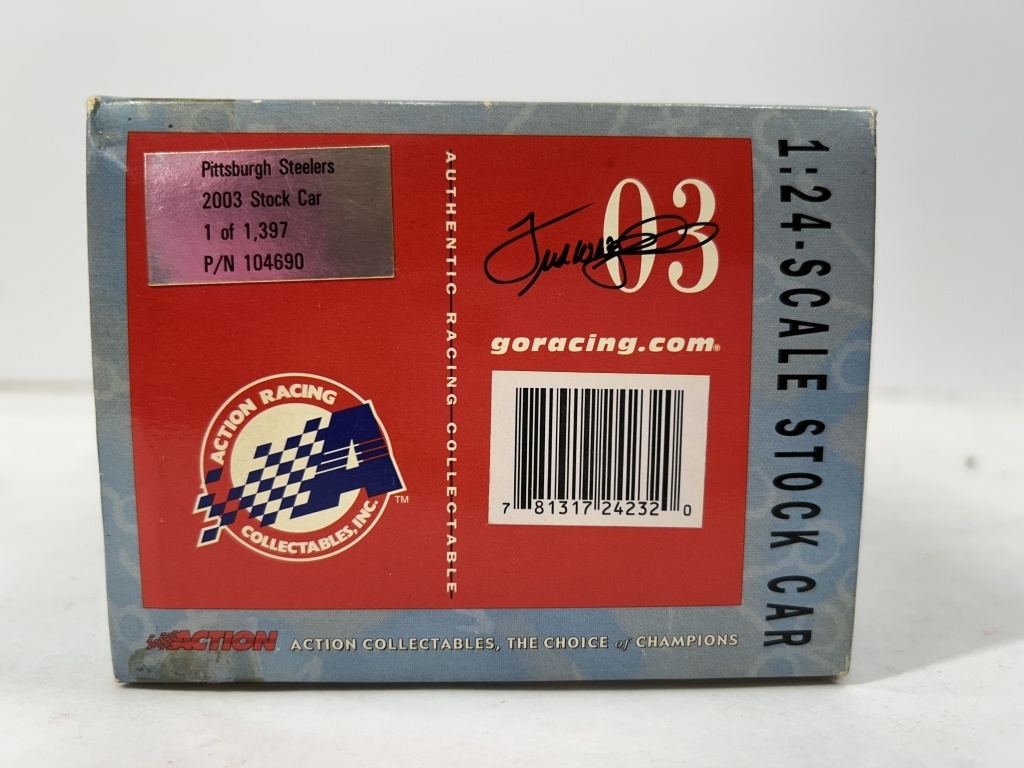 Pittsburgh Steelers
2003 Stock Car
1 of 1,397
P/N 104690
AUTHENTIC RACING COLLECTABLE
03
goracing.com®
7 81317 24232 0
ACTION RACING
COLLECTABLES, INC.
TM
ACTION
ACTION COLLECTABLES, THE CHOICE of CHAMPIONS
1:24-SCALE STOCK CAR